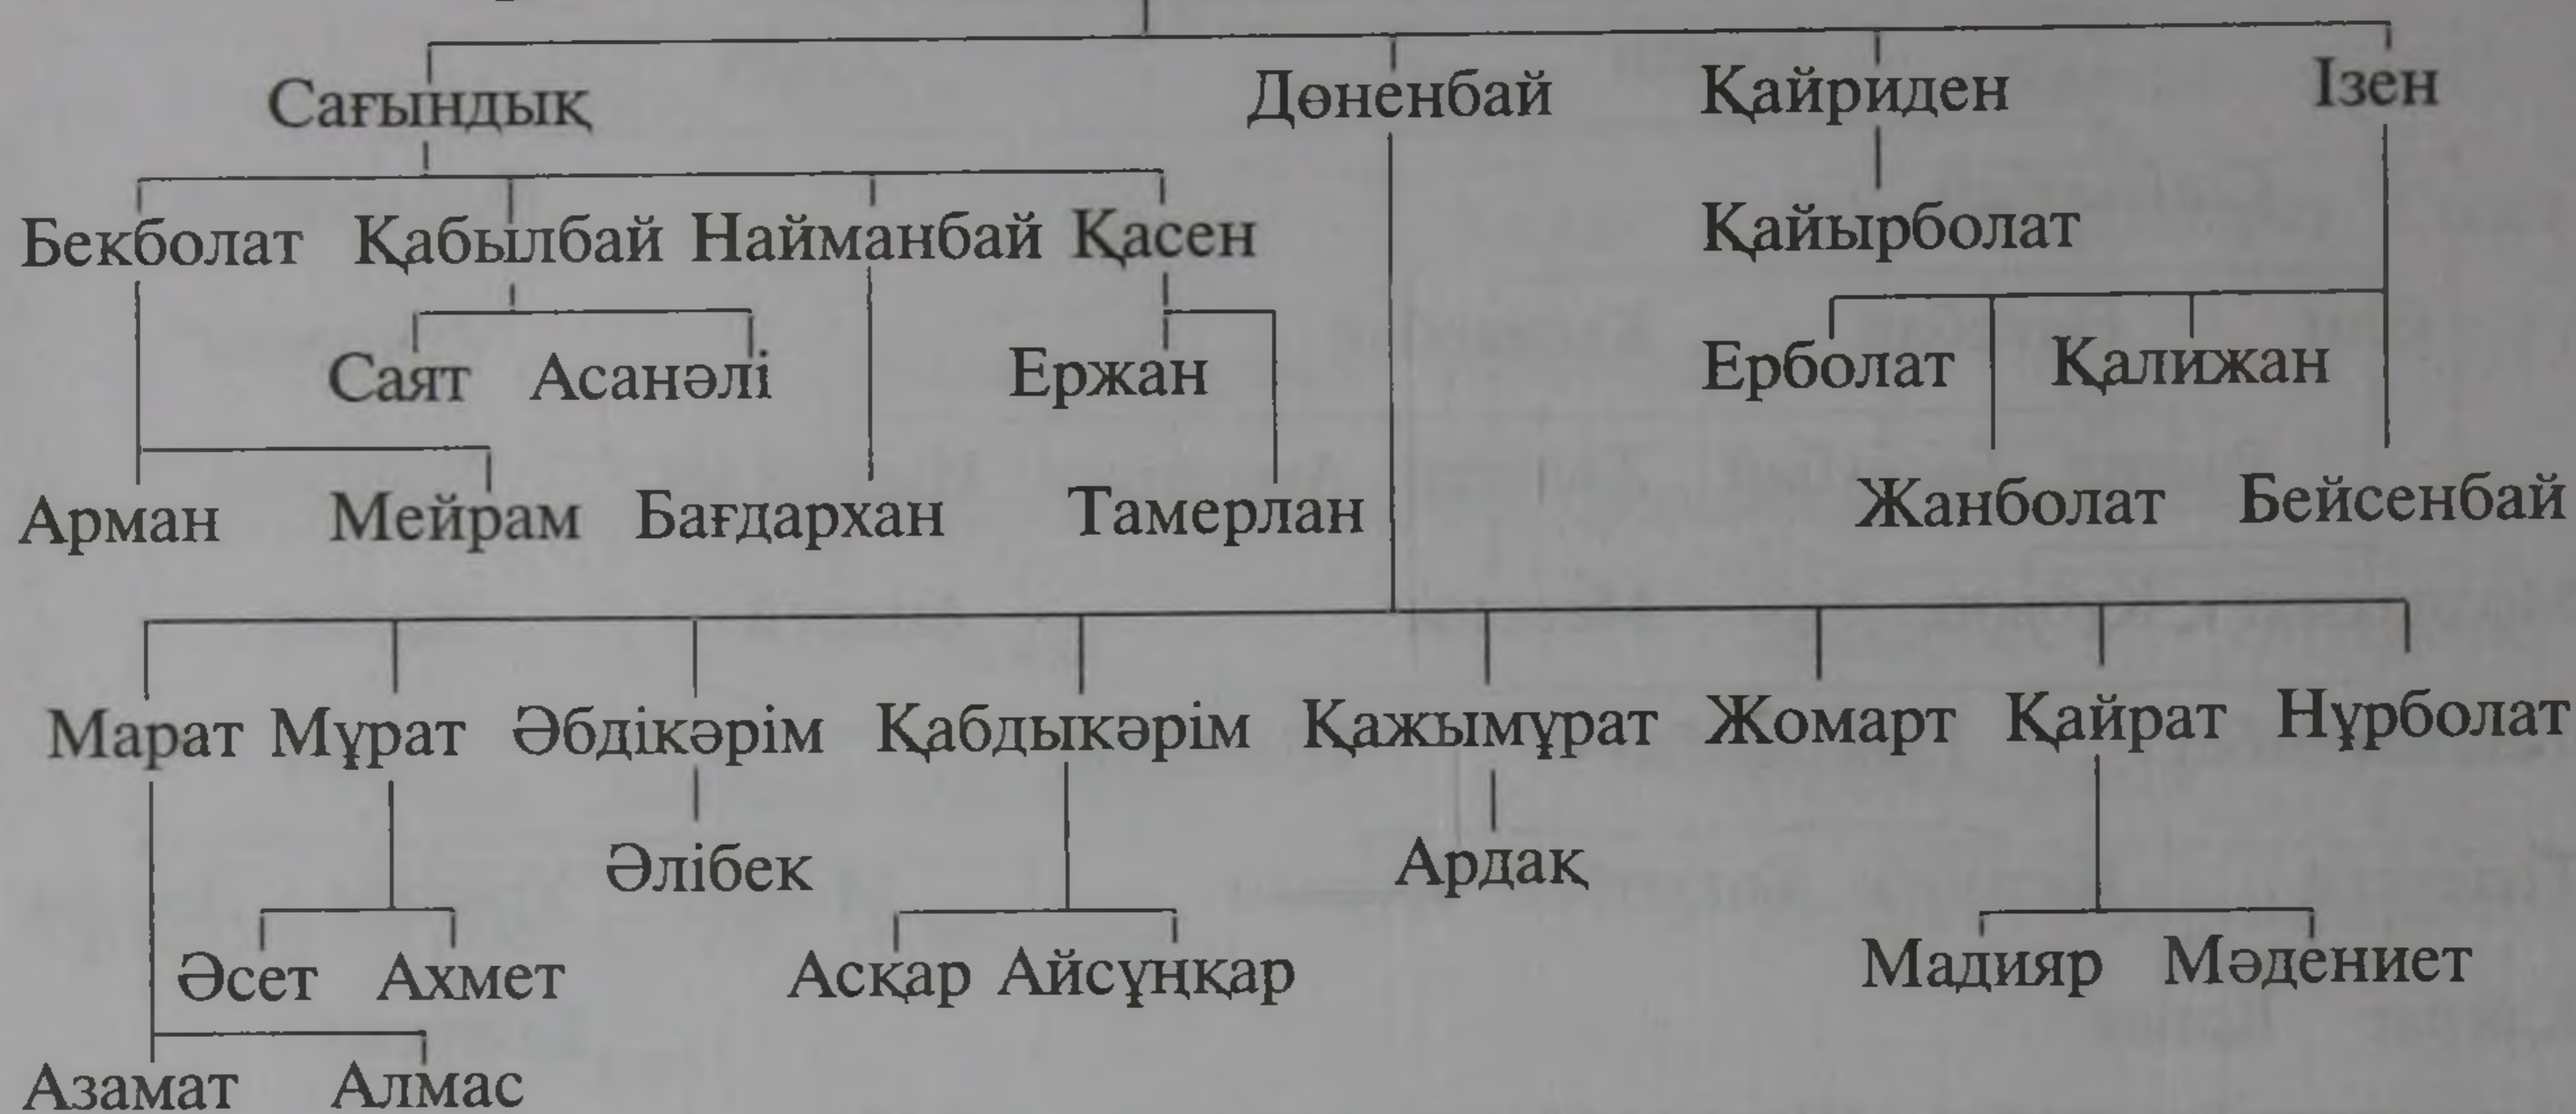 Сағындық Дөненбай Қайриден Ізен
Бекболат Қабылбай Найманбай Қасен Қайырболат
Саят Асанәлі Ержан Ерболат Қалижан
Арман Мейрам Бағдархан Тамерлан Жанболат Бейсенбай
Марат Мұрат Әбдікәрім Қабдыкәрім Қажымұрат Жомарт Қайрат Нұрболат
Әлібек Ардақ
Әсет Ахмет Асқар Айсұңқар Мадияр Мәдениет
Азамат Алмас